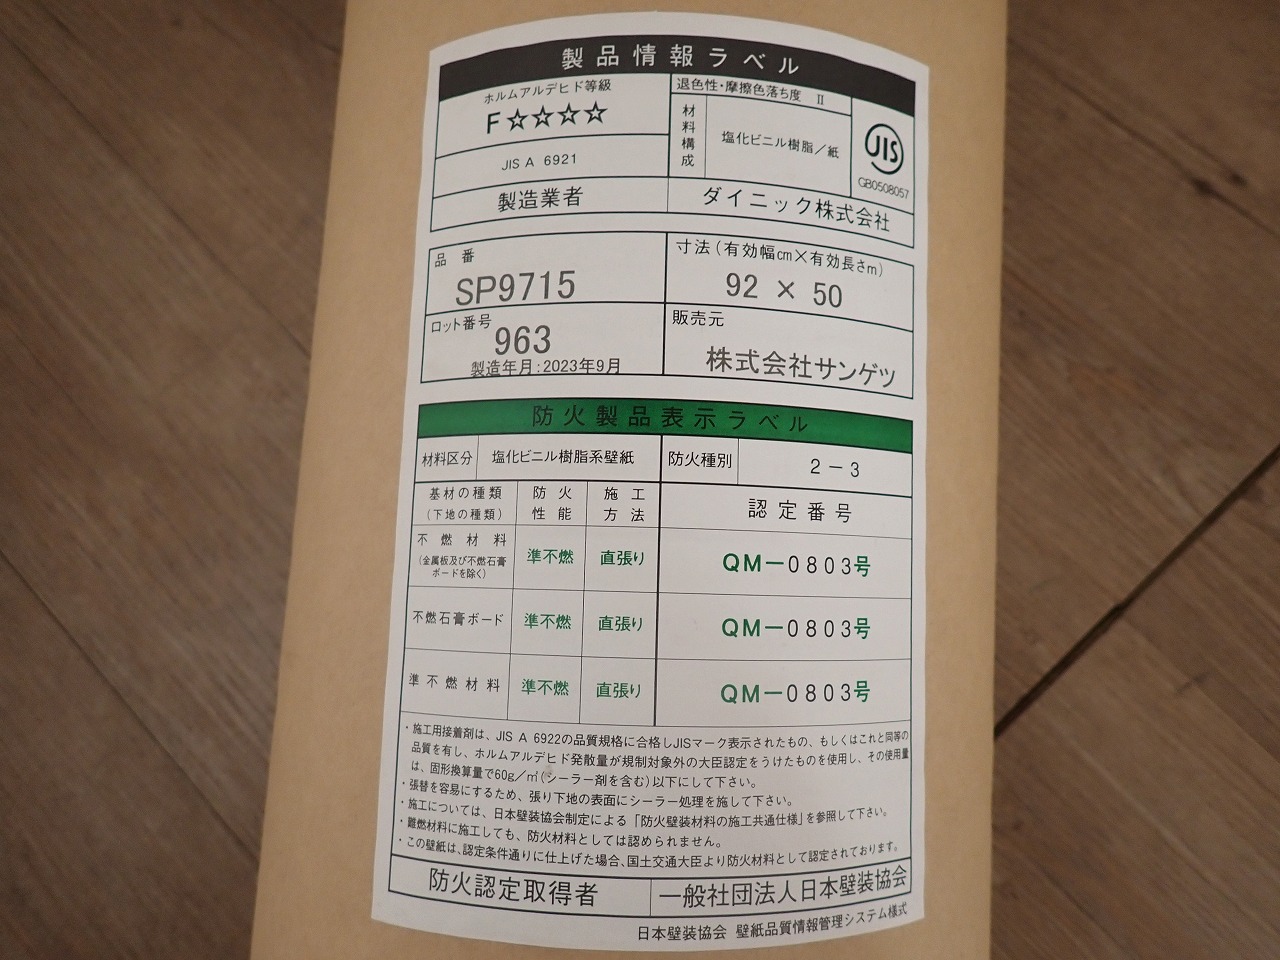 製品情報ラベル
ホルムアルデヒド等級
F☆☆☆☆
JIS A 6921
退色性・摩擦色落ち度 Ⅱ
材料構成
塩化ビニル樹脂／紙
JIS
GB0508057
製造業者
ダイニック株式会社
品番
SP9715
寸法(有効幅㎝×有効長さm)
92 × 50
ロット番号
963
製造年月:2023年9月
販売元
株式会社サンゲツ
防火製品表示ラベル
材料区分
塩化ビニル樹脂系壁紙
防火種別
2－3
基材の種類
(下地の種類)
防火
性能
施工
方法
認定番号
不燃材料
(金属板及び不燃石膏
ボードを除く)
準不燃
直張り
QM－0803号
不燃石膏ボード
準不燃
直張り
QM－0803号
準不燃材料
準不燃
直張り
QM－0803号
・施工用接着剤は、JIS A 6922の品質規格に合格しJISマーク表示されたもの、もしくはこれと同等の
品質を有し、ホルムアルデヒド発散量が規制対象外の大臣認定をうけたものを使用し、その使用量
は、固形換算量で60g／㎡(シーラー剤を含む)以下にして下さい。
・張替を容易にするため、張り下地の表面にシーラー処理を施して下さい。
・施工については、日本壁装協会制定による「防火壁装材料の施工共通仕様」を参照して下さい。
・難燃材料に施工しても、防火材料としては認められません。
・この壁紙は、認定条件通りに仕上げた場合、国土交通大臣より防火材料として認定されております。
防火認定取得者
一般社団法人日本壁装協会
日本壁装協会 壁紙品質情報管理システム様式